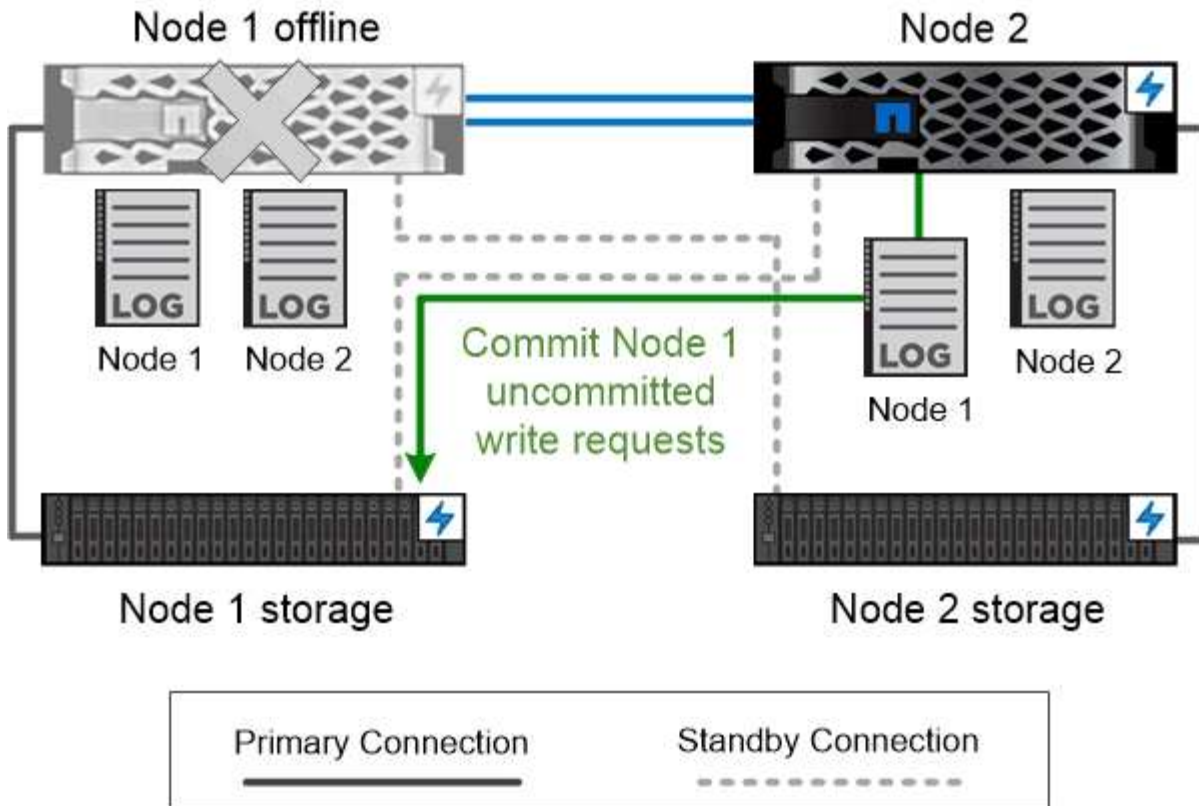 Node 1 offline
Node 2
LOG
LOG
LOG
LOG
Node 1
Node 2
Node 1
Node 2
Commit Node 1
uncommitted
write requests
Node 1 storage
Node 2 storage
Primary Connection
Standby Connection